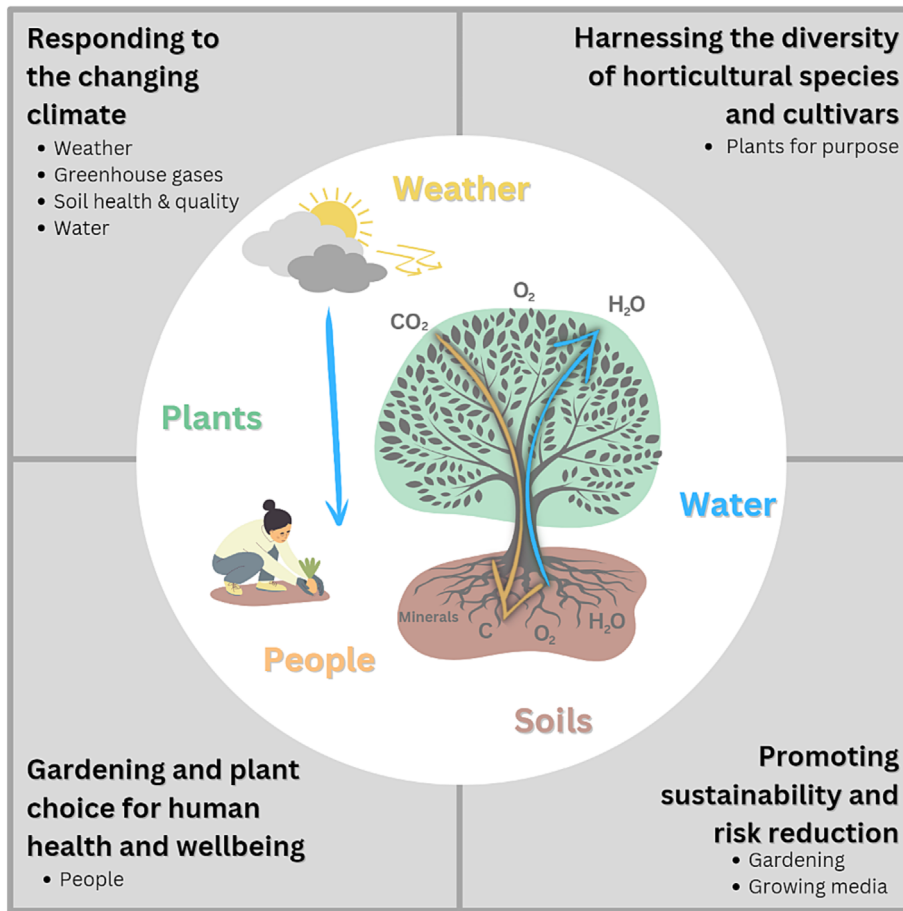 Responding to
the changing
climate
• Weather
• Greenhouse gases
• Soil health & quality
• Water
Harnessing the diversity
of horticultural species
and cultivars
• Plants for purpose
Weather
O₂
H₂O
CO₂
Plants
Water
Minerals
C
O₂
H₂O
People
Soils
Gardening and plant
choice for human
health and wellbeing
• People
Promoting
sustainability and
risk reduction
• Gardening
• Growing media